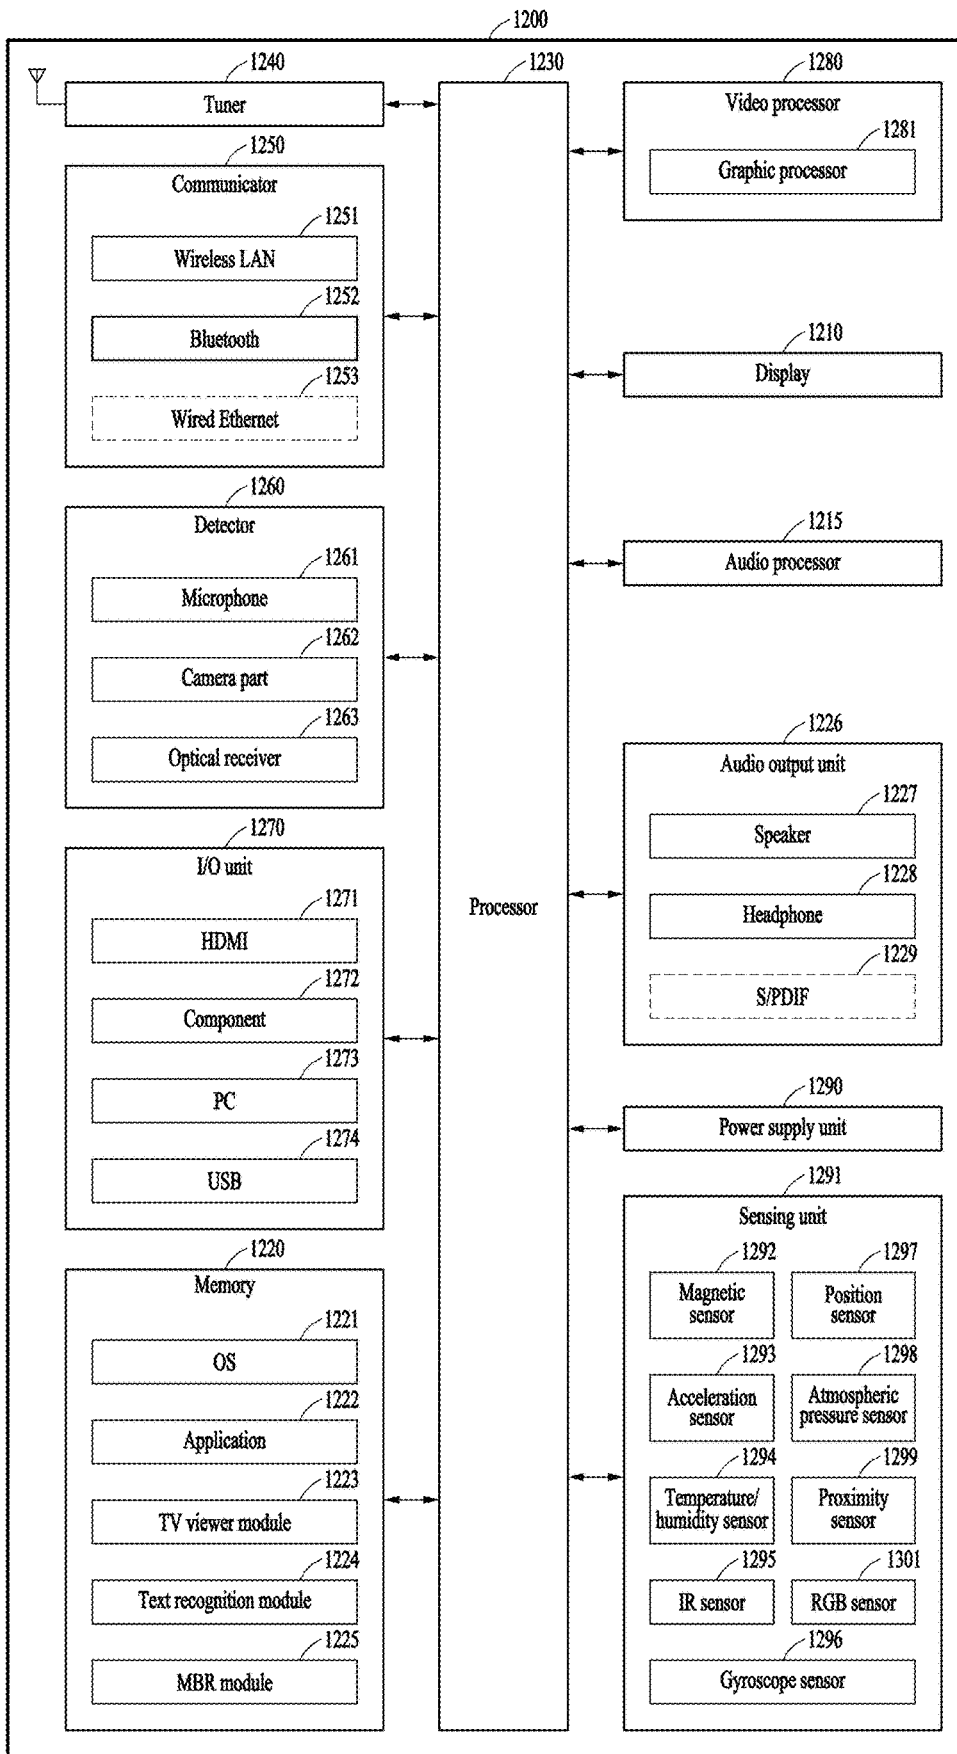 1200
1240
Tuner
1250
Communicator
1251
Wireless LAN
1252
Bluetooth
1253
Wired Ethernet
1260
Detector
1261
Microphone
1262
Camera part
1263
Optical receiver
1270
I/O unit
1271
HDMI
1272
Component
1273
PC
1274
USB
1220
Memory
1221
OS
1222
Application
1223
TV viewer module
1224
Text recognition module
1225
MBR module
1230
Processor
1280
Video processor
1281
Graphic processor
1210
Display
1215
Audio processor
1226
Audio output unit
1227
Speaker
1228
Headphone
1229
S/PDIF
1290
Power supply unit
1291
Sensing unit
1292
Magnetic
sensor
1297
Position
sensor
1293
Acceleration
sensor
1298
Atmospheric
pressure sensor
1294
Temperature/
humidity sensor
1299
Proximity
sensor
1295
IR sensor
1301
RGB sensor
1296
Gyroscope sensor